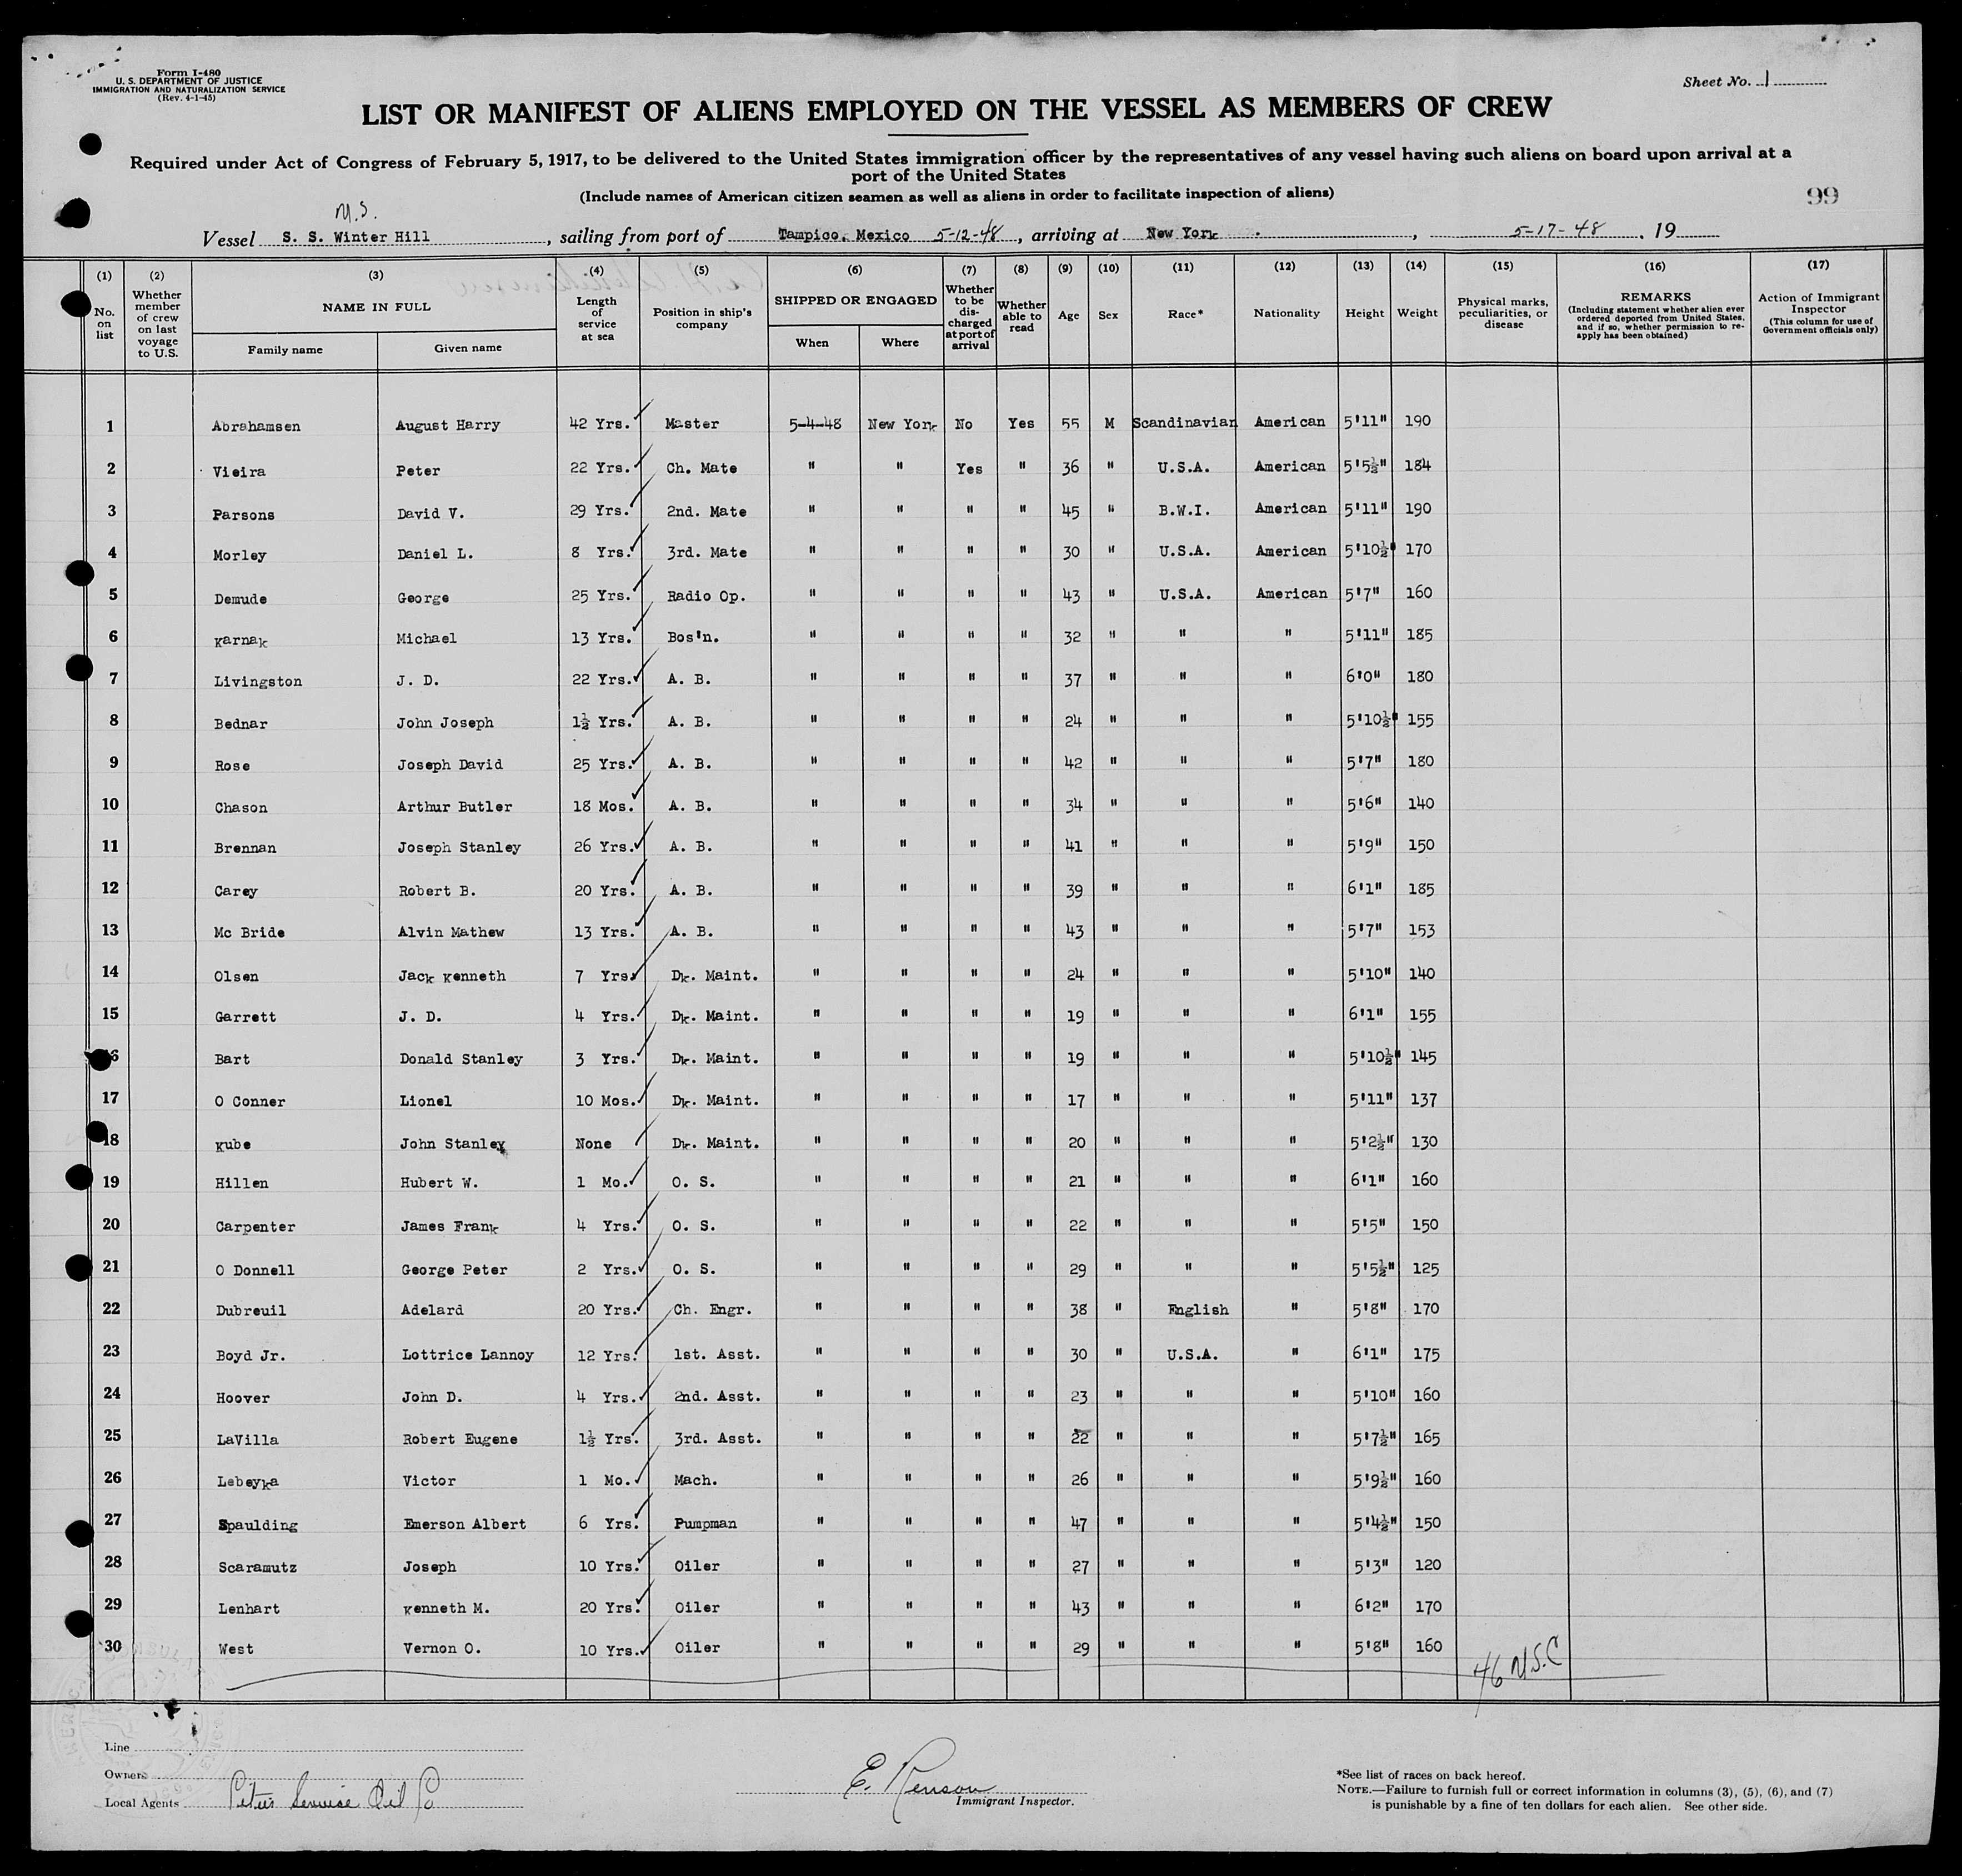 Form I-480
U. S. DEPARTMENT OF JUSTICE
IMMIGRATION AND NATURALIZATION SERVICE
(Rev. 4-1-45)
Sheet No. 1
LIST OR MANIFEST OF ALIENS EMPLOYED ON THE VESSEL AS MEMBERS OF CREW
Required under Act of Congress of February 5, 1917, to be delivered to the United States immigration officer by the representatives of any vessel having such aliens on board upon arrival at a
port of the United States
(Include names of American citizen seamen as well as aliens in order to facilitate inspection of aliens)
99
M.S.
Vessel S. S. Winter Hill, sailing from port of Tampico, Mexico 5-12-48, arriving at New York, 5-17-48, 19
(1) (2) (3) (4) (5) (6) (7) (8) (9) (10) (11) (12) (13) (14) (15) (16) (17)
No. on list Whether member of crew on last voyage to U.S. NAME IN FULL Family name Given name Length of service at sea Position in ship's company SHIPPED OR ENGAGED When Where Whether to be discharged at port of arrival Whether able to read Age Sex Race* Nationality Height Weight Physical marks, peculiarities, or disease REMARKS (Including statement whether alien ever ordered deported from United States, and if so, whether permission to re-apply has been obtained) Action of Immigrant Inspector (This column for use of Government officials only)
1 Abrahamsen August Harry 42 Yrs. Master 5-4-48 New York No Yes 55 M Scandinavian American 5'11" 190
2 Vieira Peter 22 Yrs. Ch. Mate " " Yes " 36 " U.S.A. American 5'5½" 184
3 Parsons David V. 29 Yrs. 2nd. Mate " " " " 45 " B.W.I. American 5'11" 190
4 Morley Daniel L. 8 Yrs. 3rd. Mate " " " " 30 " U.S.A. American 5'10½" 170
5 Demude George 25 Yrs. Radio Op. " " " " 43 " U.S.A. American 5'7" 160
6 Karnak Michael 13 Yrs. Bos'n. " " " " 32 " " " 5'11" 185
7 Livingston J. D. 22 Yrs. A. B. " " " " 37 " " " 6'0" 180
8 Bednar John Joseph 1½ Yrs. A. B. " " " " 24 " " " 5'10½" 155
9 Rose Joseph David 25 Yrs. A. B. " " " " 42 " " " 5'7" 180
10 Chason Arthur Butler 18 Mos. A. B. " " " " 34 " " " 5'6" 140
11 Brennan Joseph Stanley 26 Yrs. A. B. " " " " 41 " " " 5'9" 150
12 Carey Robert B. 20 Yrs. A. B. " " " " 39 " " " 6'1" 185
13 Mc Bride Alvin Mathew 13 Yrs. A. B. " " " " 43 " " " 5'7" 153
14 Olsen Jack Kenneth 7 Yrs. Dk. Maint. " " " " 24 " " " 5'10" 140
15 Garrett J. D. 4 Yrs. Dk. Maint. " " " " 19 " " " 6'1" 155
16 Bart Donald Stanley 3 Yrs. Dk. Maint. " " " " 19 " " " 5'10½" 145
17 O Conner Lionel 10 Mos. Dk. Maint. " " " " 17 " " " 5'11" 137
18 Kube John Stanley None Dk. Maint. " " " " 20 " " " 5'2½" 130
19 Hillen Hubert W. 1 Mo. O. S. " " " " 21 " " " 6'1" 160
20 Carpenter James Frank 4 Yrs. O. S. " " " " 22 " " " 5'5" 150
21 O Donnell George Peter 2 Yrs. O. S. " " " " 29 " " " 5'5½" 125
22 Dubreuil Adelard 20 Yrs. Ch. Engr. " " " " 38 " English " 5'8" 170
23 Boyd Jr. Lottrice Lannoy 12 Yrs. 1st. Asst. " " " " 30 " U.S.A. " 6'1" 175
24 Hoover John D. 4 Yrs. 2nd. Asst. " " " " 23 " " " 5'10" 160
25 LaVilla Robert Eugene 1½ Yrs. 3rd. Asst. " " " " 22 " " " 5'7½" 165
26 Lebeyka Victor 1 Mo. Mach. " " " " 26 " " " 5'9½" 160
27 Spaulding Emerson Albert 6 Yrs. Pumpman " " " " 47 " " " 5'4½" 150
28 Scaramutz Joseph 10 Yrs. Oiler " " " " 27 " " " 5'3" 120
29 Lenhart Kenneth M. 20 Yrs. Oiler " " " " 43 " " " 6'2" 170
30 West Vernon O. 10 Yrs. Oiler " " " " 29 " " " 5'8" 160
46 U.S.C
Line
Owners
Local Agents Cities Service Oil Co
E. Renson
Immigrant Inspector.
*See list of races on back hereof.
NOTE.—Failure to furnish full or correct information in columns (3), (5), (6), and (7)
is punishable by a fine of ten dollars for each alien. See other side.